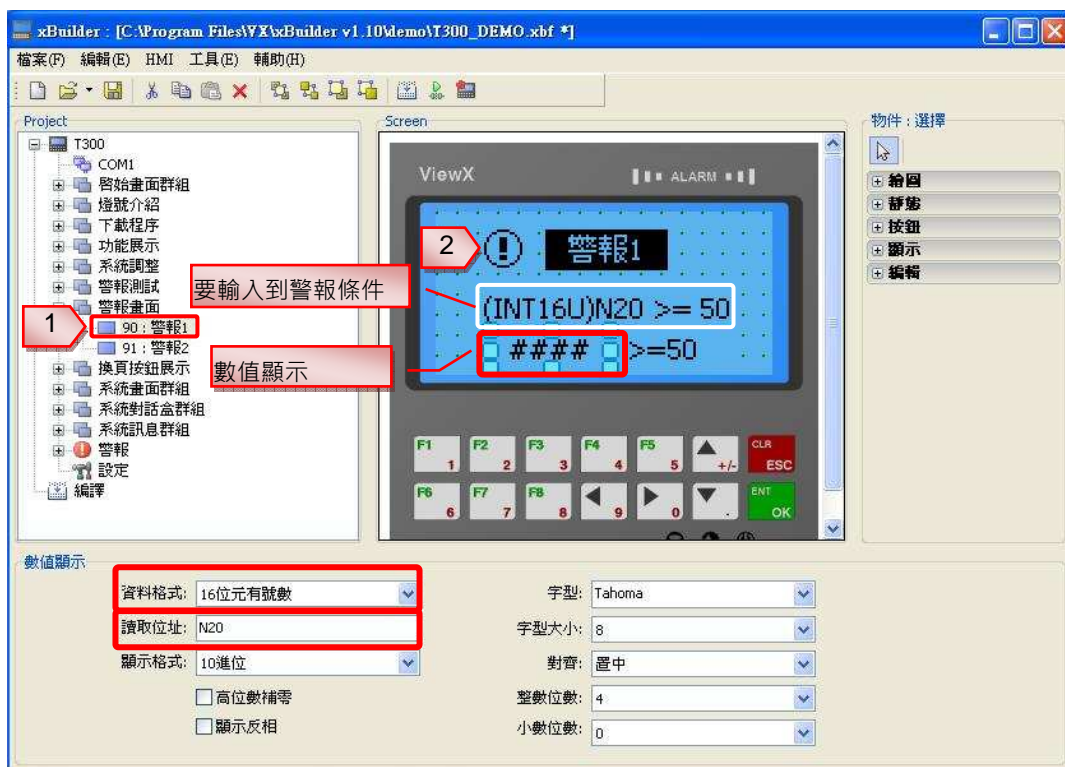 xBuilder : [C:\Program Files\VX\xBuilder v1.10\demo\T300_DEMO.xbf *]
檔案(F) 編輯(E) HMI 工具(E) 輔助(H)
Project
T300
COM1
啓始畫面群組
燈號介紹
下載程序
功能展示
系統調整
警報測試
警報畫面
90 : 警報1
91 : 警報2
換頁按鈕展示
系統畫面群組
系統對話盒群組
系統訊息群組
警報
設定
編譯
1
Screen
ViewX
ALARM
2
警報1
要輸入到警報條件
(INT16U)N20 >= 50
數值顯示
#### >=50
F1 1 F2 2 F3 3 F4 4 F5 5 +/- CLR ESC
F6 6 F7 7 F8 8 9 0 . ENT OK
物件 : 選擇
繪圖
靜態
按鈕
顯示
編輯
數值顯示
資料格式: 16位元有號數
讀取位址: N20
顯示格式: 10進位
高位數補零
顯示反相
字型: Tahoma
字型大小: 8
對齊: 置中
整數位數: 4
小數位數: 0